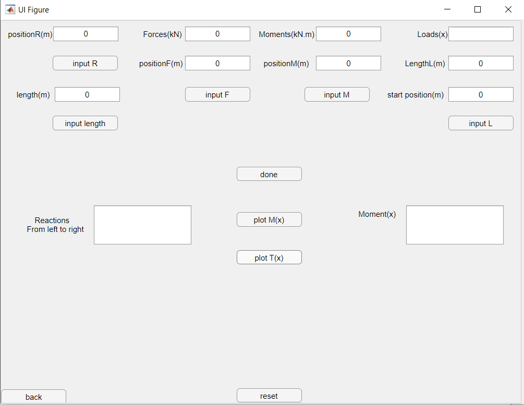 UI Figure
positionR(m) 0 Forces(kN) 0 Moments(kN.m) 0 Loads(x)
input R positionF(m) 0 positionM(m) 0 LengthL(m) 0
length(m) 0 input F input M start position(m) 0
input length input L
done
Reactions
From left to right
plot M(x)
Moment(x)
plot T(x)
back reset